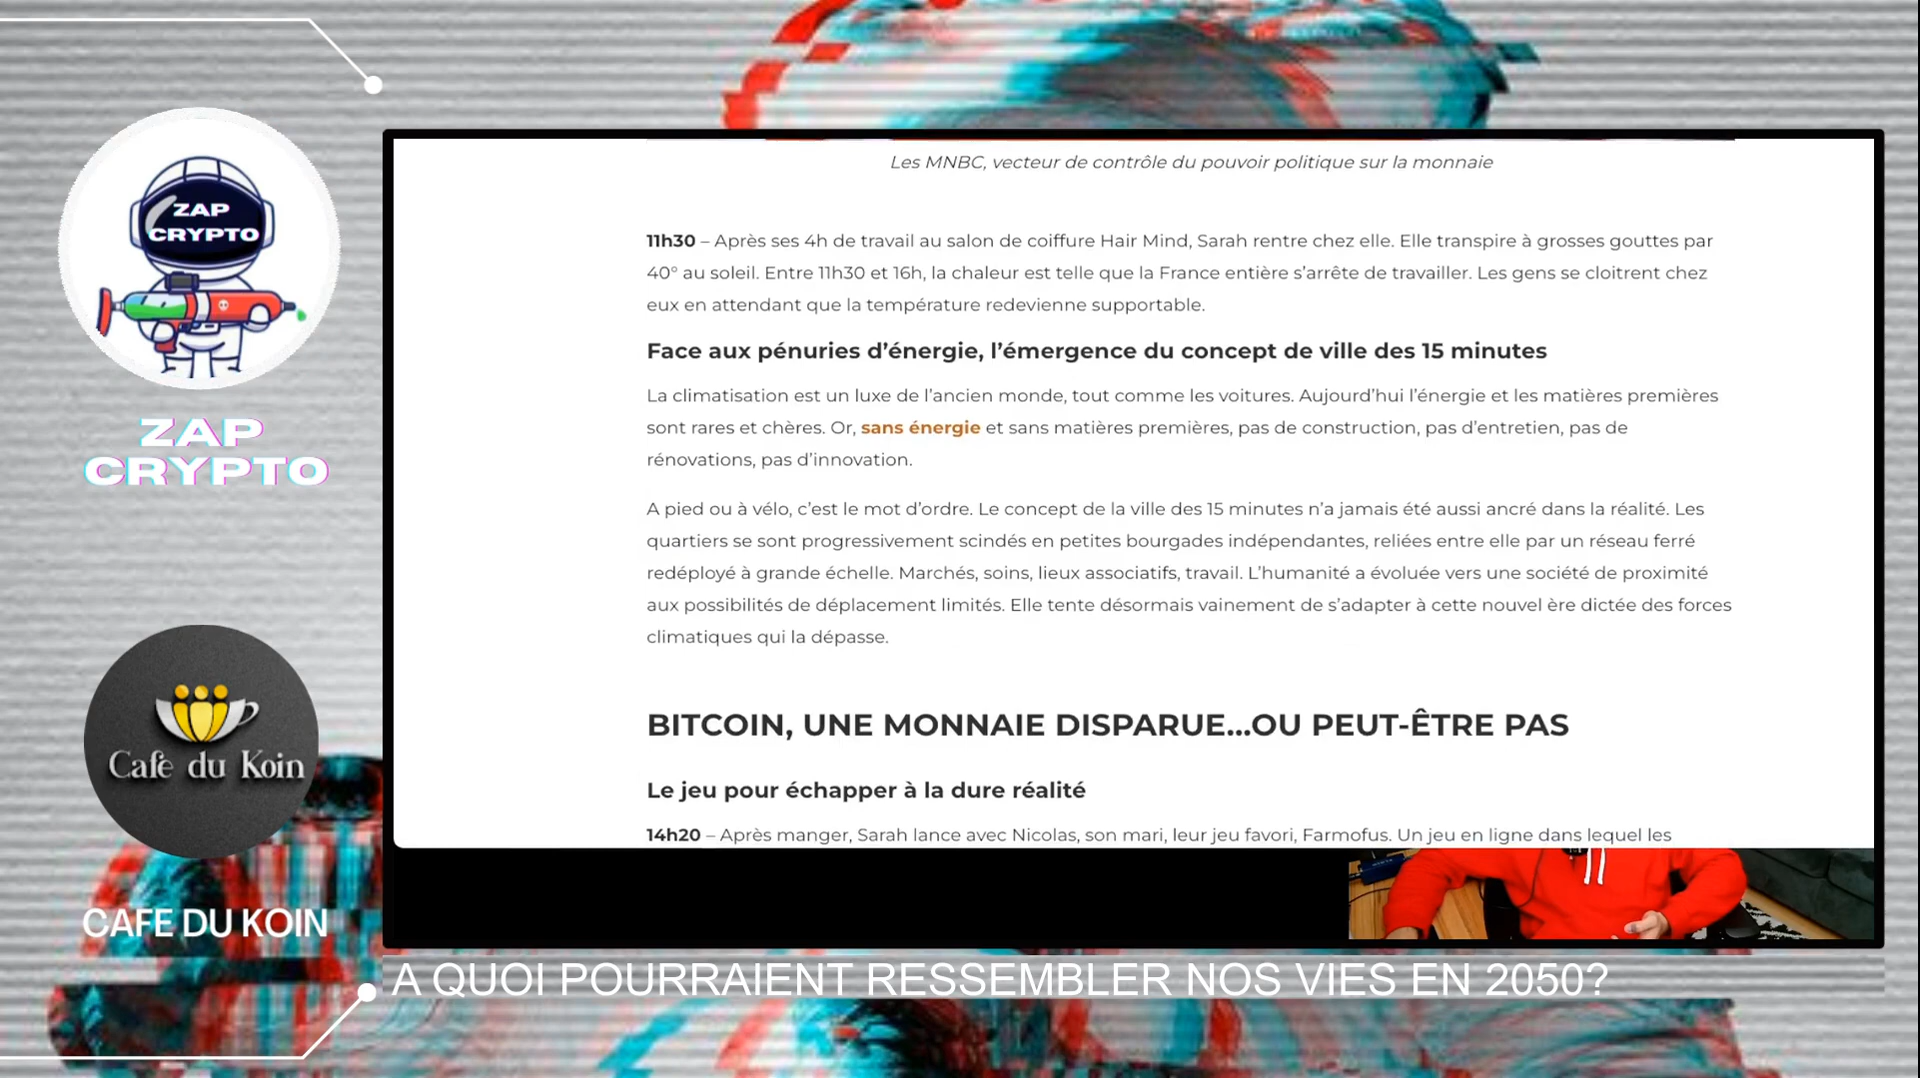 ZAP
CRYPTO
ZAP
CRYPTO
Cafe du Koin
CAFE DU KOIN
Les MNBC, vecteur de contrôle du pouvoir politique sur la monnaie
11h30 – Après ses 4h de travail au salon de coiffure Hair Mind, Sarah rentre chez elle. Elle transpire à grosses gouttes par
40° au soleil. Entre 11h30 et 16h, la chaleur est telle que la France entière s’arrête de travailler. Les gens se cloitrent chez
eux en attendant que la température redevienne supportable.
Face aux pénuries d’énergie, l’émergence du concept de ville des 15 minutes
La climatisation est un luxe de l’ancien monde, tout comme les voitures. Aujourd’hui l’énergie et les matières premières
sont rares et chères. Or, sans énergie et sans matières premières, pas de construction, pas d’entretien, pas de
rénovations, pas d’innovation.
A pied ou à vélo, c’est le mot d’ordre. Le concept de la ville des 15 minutes n’a jamais été aussi ancré dans la réalité. Les
quartiers se sont progressivement scindés en petites bourgades indépendantes, reliées entre elle par un réseau ferré
redéployé à grande échelle. Marchés, soins, lieux associatifs, travail. L’humanité a évoluée vers une société de proximité
aux possibilités de déplacement limités. Elle tente désormais vainement de s’adapter à cette nouvel ère dictée des forces
climatiques qui la dépasse.
BITCOIN, UNE MONNAIE DISPARUE…OU PEUT-ÊTRE PAS
Le jeu pour échapper à la dure réalité
14h20 – Après manger, Sarah lance avec Nicolas, son mari, leur jeu favori, Farmofus. Un jeu en ligne dans lequel les
A QUOI POURRAIENT RESSEMBLER NOS VIES EN 2050?